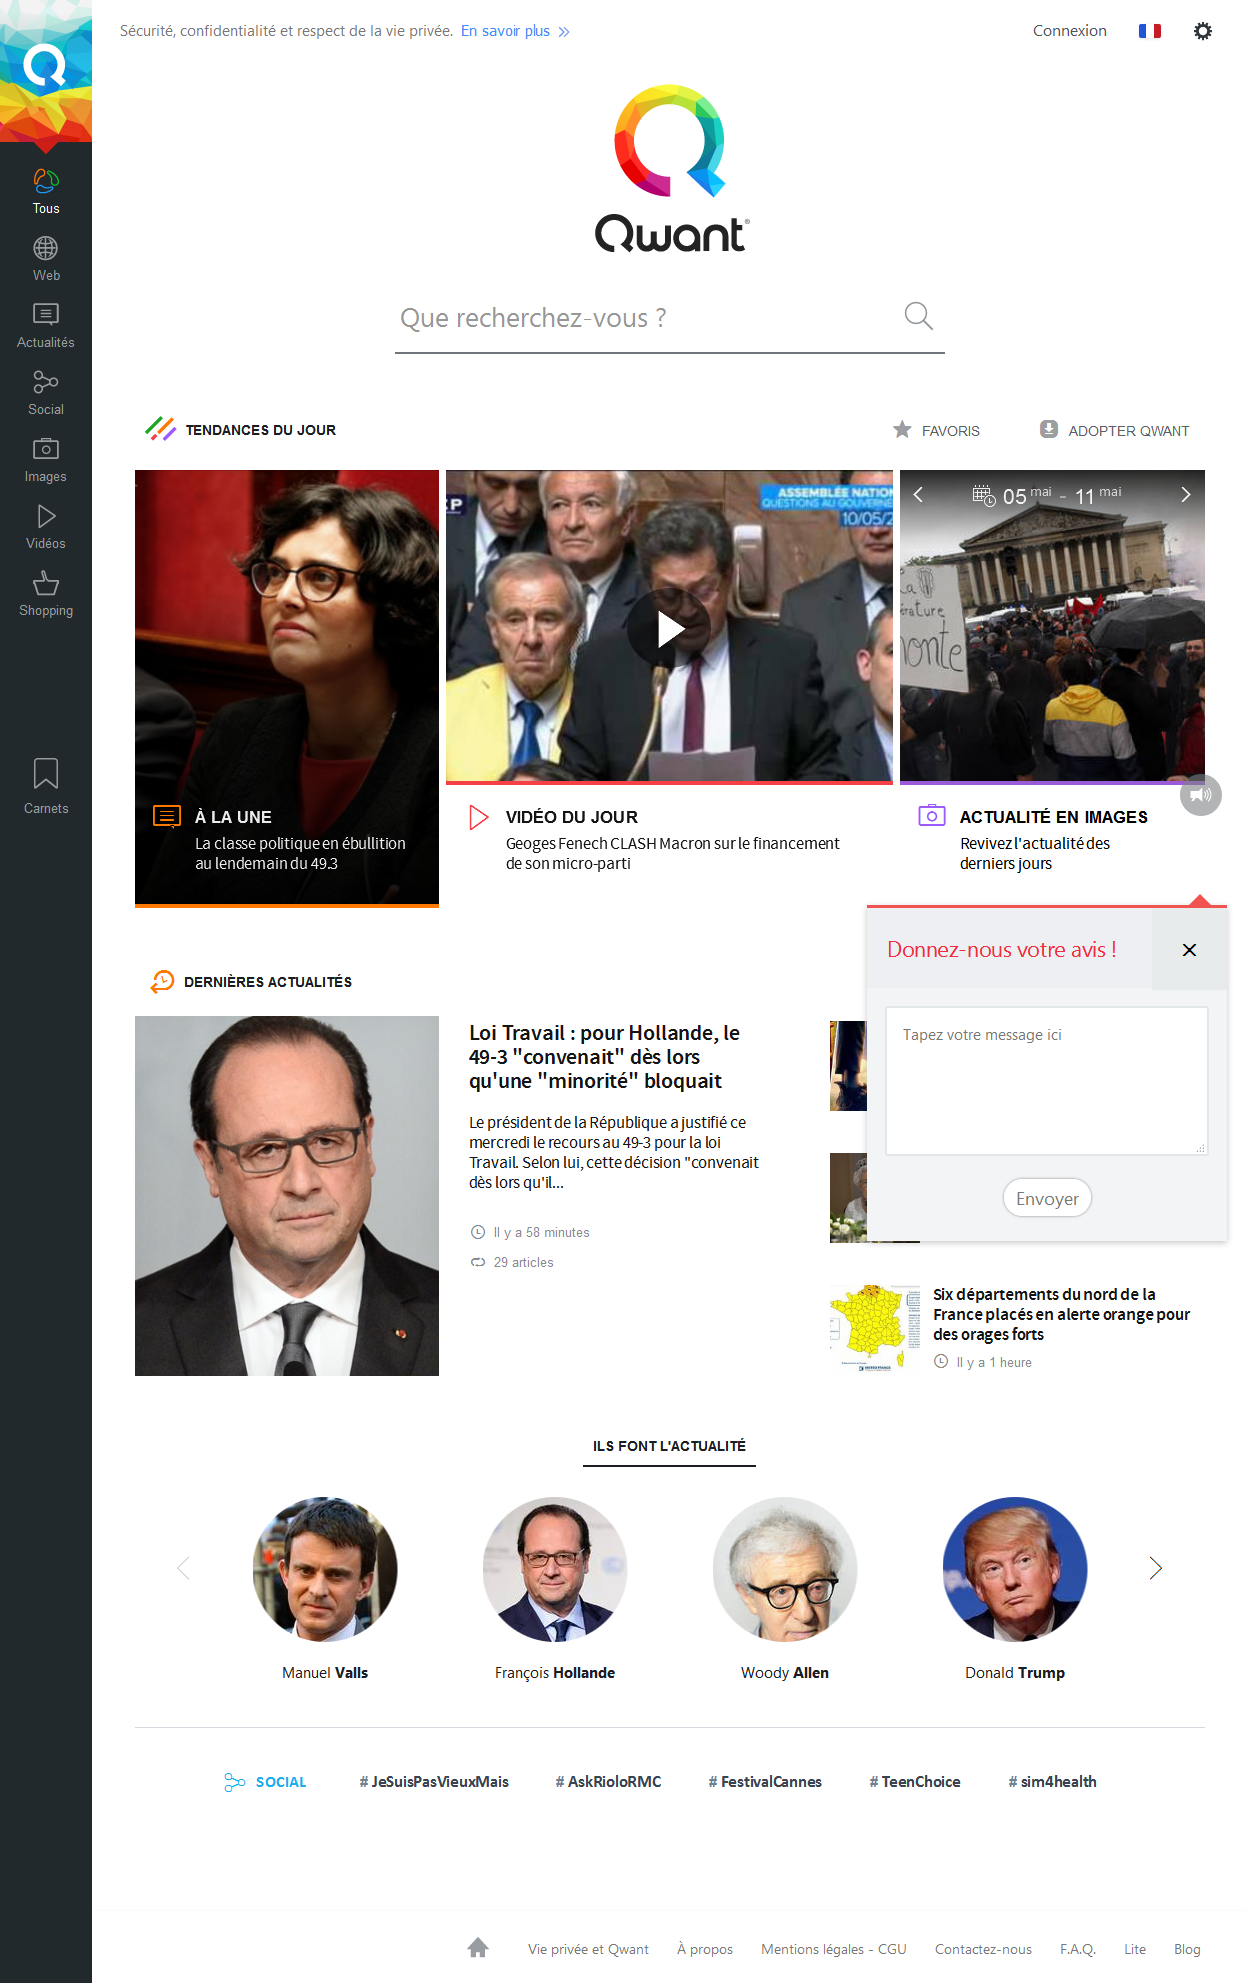 Sécurité, confidentialité et respect de la vie privée. En savoir plus
Connexion
Tous
Web
Actualités
Social
Images
Vidéos
Shopping
Carnets
Qwant
Que recherchez-vous ?
TENDANCES DU JOUR
FAVORIS
ADOPTER QWANT
À LA UNE
La classe politique en ébullition
au lendemain du 49.3
ASSEMBLÉE NATION
QUESTIONS AU GOUVERNE
10/05/2
VIDÉO DU JOUR
Geoges Fenech CLASH Macron sur le financement
de son micro-parti
05 mai - 11 mai
onte
ACTUALITÉ EN IMAGES
Revivez l'actualité des
derniers jours
Donnez-nous votre avis !
Tapez votre message ici
Envoyer
DERNIÈRES ACTUALITÉS
Loi Travail : pour Hollande, le
49-3 "convenait" dès lors
qu'une "minorité" bloquait
Le président de la République a justifié ce
mercredi le recours au 49-3 pour la loi
Travail. Selon lui, cette décision "convenait
dès lors qu'il...
Il y a 58 minutes
29 articles
Six départements du nord de la
France placés en alerte orange pour
des orages forts
Il y a 1 heure
ILS FONT L'ACTUALITÉ
Manuel Valls
François Hollande
Woody Allen
Donald Trump
SOCIAL
# JeSuisPasVieuxMais
# AskRioloRMC
# FestivalCannes
# TeenChoice
# sim4health
Vie privée et Qwant
À propos
Mentions légales - CGU
Contactez-nous
F.A.Q.
Lite
Blog